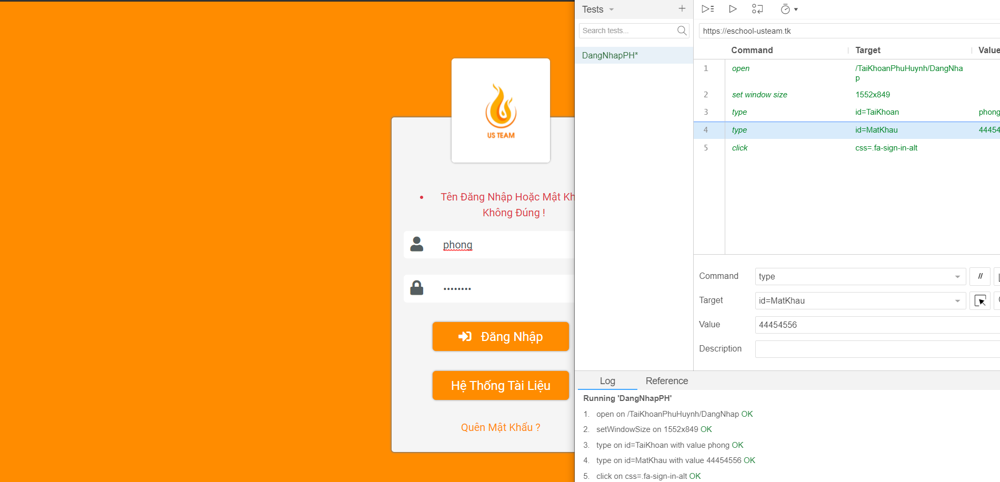 US TEAM
Tên Đăng Nhập Hoặc Mật Kh
Không Đúng !
phong
Đăng Nhập
Hệ Thống Tài Liệu
Quên Mật Khẩu ?
Tests
Search tests...
DangNhapPH*
https://eschool-usteam.tk
Command Target Value
1 open /TaiKhoanPhuHuynh/DangNha
p
2 set window size 1552x849
3 type id=TaiKhoan phong
4 type id=MatKhau 44454
5 click css=.fa-sign-in-alt
Command type //
Target id=MatKhau
Value 44454556
Description
Log Reference
Running 'DangNhapPH'
1. open on /TaiKhoanPhuHuynh/DangNhap OK
2. setWindowSize on 1552x849 OK
3. type on id=TaiKhoan with value phong OK
4. type on id=MatKhau with value 44454556 OK
5. click on css=.fa-sign-in-alt OK